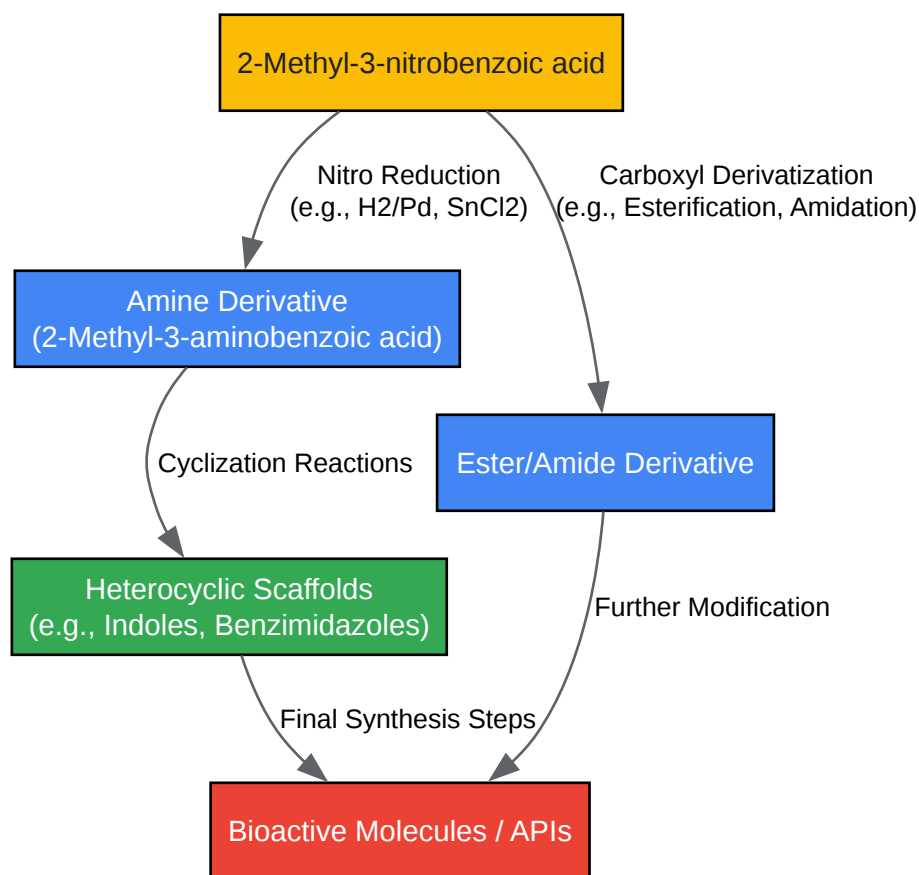 2-Methyl-3-nitrobenzoic acid
Nitro Reduction
(e.g., H2/Pd, SnCl2)
Carboxyl Derivatization
(e.g., Esterification, Amidation)
Amine Derivative
(2-Methyl-3-aminobenzoic acid)
Cyclization Reactions
Ester/Amide Derivative
Heterocyclic Scaffolds
(e.g., Indoles, Benzimidazoles)
Further Modification
Final Synthesis Steps
Bioactive Molecules / APIs